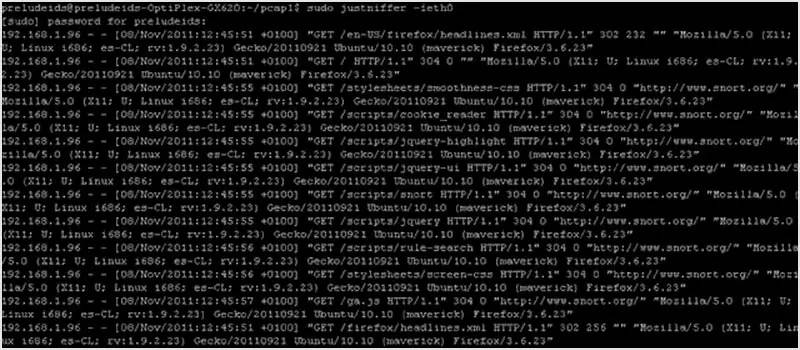 preludeids@preludeids-OptiPlex-GX620:~/pcap1$ sudo justniffer -ieth0
[sudo] password for preludeids:
192.168.1.96 - - [08/Nov/2011:12:45:51 +0100] "GET /en-US/firefox/headlines.xml HTTP/1.1" 302 232 "" "Mozilla/5.0 (X11;
U; Linux i686; es-CL; rv:1.9.2.23) Gecko/20110921 Ubuntu/10.10 (maverick) Firefox/3.6.23"
192.168.1.96 - - [08/Nov/2011:12:45:51 +0100] "GET / HTTP/1.1" 304 0 "" "Mozilla/5.0 (X11; U; Linux i686; es-CL; rv:1.9.
2.23) Gecko/20110921 Ubuntu/10.10 (maverick) Firefox/3.6.23"
192.168.1.96 - - [08/Nov/2011:12:45:55 +0100] "GET /stylesheets/smoothness-css HTTP/1.1" 304 0 "http://www.snort.org/" "
Mozilla/5.0 (X11; U; Linux i686; es-CL; rv:1.9.2.23) Gecko/20110921 Ubuntu/10.10 (maverick) Firefox/3.6.23"
192.168.1.96 - - [08/Nov/2011:12:45:55 +0100] "GET /scripts/cookie_reader HTTP/1.1" 304 0 "http://www.snort.org/" "Mozil
la/5.0 (X11; U; Linux i686; es-CL; rv:1.9.2.23) Gecko/20110921 Ubuntu/10.10 (maverick) Firefox/3.6.23"
192.168.1.96 - - [08/Nov/2011:12:45:55 +0100] "GET /scripts/jquery-highlight HTTP/1.1" 304 0 "http://www.snort.org/" "Mo
zilla/5.0 (X11; U; Linux i686; es-CL; rv:1.9.2.23) Gecko/20110921 Ubuntu/10.10 (maverick) Firefox/3.6.23"
192.168.1.96 - - [08/Nov/2011:12:45:55 +0100] "GET /scripts/jquery-ui HTTP/1.1" 304 0 "http://www.snort.org/" "Mozilla/5
.0 (X11; U; Linux i686; es-CL; rv:1.9.2.23) Gecko/20110921 Ubuntu/10.10 (maverick) Firefox/3.6.23"
192.168.1.96 - - [08/Nov/2011:12:45:55 +0100] "GET /scripts/snort HTTP/1.1" 304 0 "http://www.snort.org/" "Mozilla/5.0 (
X11; U; Linux i686; es-CL; rv:1.9.2.23) Gecko/20110921 Ubuntu/10.10 (maverick) Firefox/3.6.23"
192.168.1.96 - - [08/Nov/2011:12:45:55 +0100] "GET /scripts/jquery HTTP/1.1" 304 0 "http://www.snort.org/" "Mozilla/5.0
(X11; U; Linux i686; es-CL; rv:1.9.2.23) Gecko/20110921 Ubuntu/10.10 (maverick) Firefox/3.6.23"
192.168.1.96 - - [08/Nov/2011:12:45:56 +0100] "GET /scripts/rule-search HTTP/1.1" 304 0 "http://www.snort.org/" "Mozilla
/5.0 (X11; U; Linux i686; es-CL; rv:1.9.2.23) Gecko/20110921 Ubuntu/10.10 (maverick) Firefox/3.6.23"
192.168.1.96 - - [08/Nov/2011:12:45:56 +0100] "GET /stylesheets/screen-css HTTP/1.1" 304 0 "http://www.snort.org/" "Mozi
lla/5.0 (X11; U; Linux i686; es-CL; rv:1.9.2.23) Gecko/20110921 Ubuntu/10.10 (maverick) Firefox/3.6.23"
192.168.1.96 - - [08/Nov/2011:12:45:57 +0100] "GET /ga.js HTTP/1.1" 304 0 "http://www.snort.org/" "Mozilla/5.0 (X11; U;
Linux i686; es-CL; rv:1.9.2.23) Gecko/20110921 Ubuntu/10.10 (maverick) Firefox/3.6.23"
192.168.1.96 - - [08/Nov/2011:12:45:51 +0100] "GET /firefox/headlines.xml HTTP/1.1" 302 256 "" "Mozilla/5.0 (X11; U; Lin
ux i686; es-CL; rv:1.9.2.23) Gecko/20110921 Ubuntu/10.10 (maverick) Firefox/3.6.23"